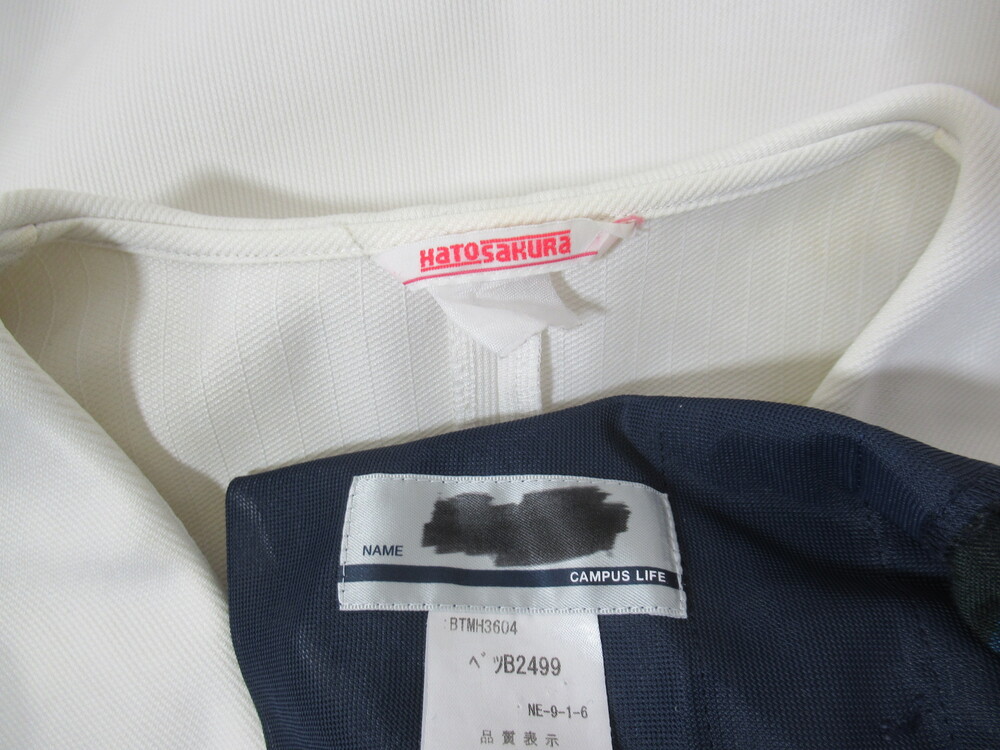 HATOSAKURA
NAME
CAMPUS LIFE
BTMH3604
ベツB2499
NE-9-1-6
品質表示